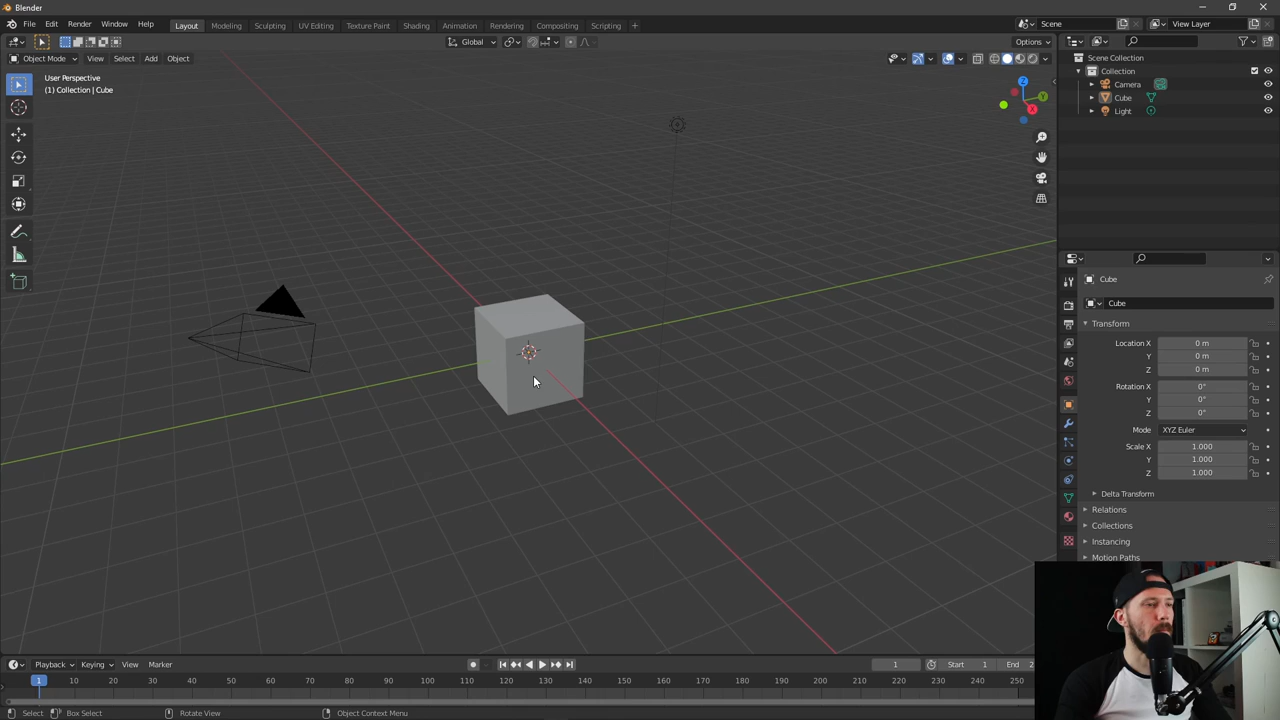 Blender
File Edit Render Window Help Layout Modeling Sculpting UV Editing Texture Paint Shading Animation Rendering Compositing Scripting + Scene View Layer
Global Options
Object Mode View Select Add Object
User Perspective
(1) Collection | Cube
Z
Y
X
Scene Collection
Collection
Camera
Cube
Light
Cube
Cube
Transform
Location X 0 m
Y 0 m
Z 0 m
Rotation X 0°
Y 0°
Z 0°
Mode XYZ Euler
Scale X 1.000
Y 1.000
Z 1.000
Delta Transform
Relations
Collections
Instancing
Motion Paths
Playback Keying View Marker 1 Start 1 End 2
1 10 20 30 40 50 60 70 80 90 100 110 120 130 140 150 160 170 180 190 200 210 220 230 240 250
Select Box Select Rotate View Object Context Menu